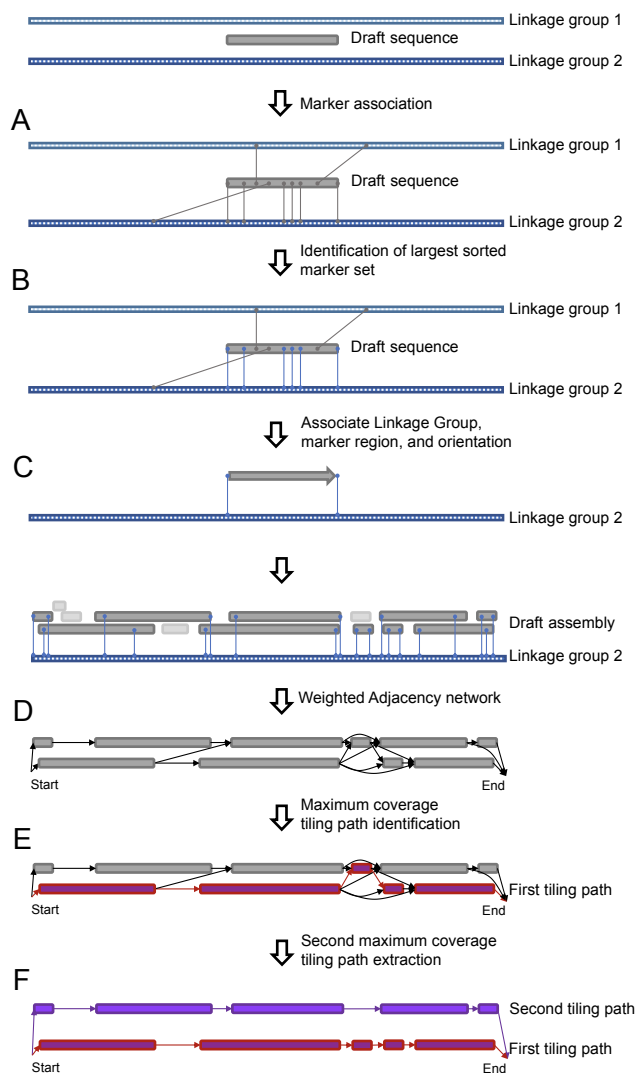 Linkage group 1
Draft sequence
Linkage group 2
Marker association
A
Linkage group 1
Draft sequence
Linkage group 2
Identification of largest sorted
marker set
B
Linkage group 1
Draft sequence
Linkage group 2
Associate Linkage Group,
marker region, and orientation
C
Linkage group 2
Draft assembly
Linkage group 2
Weighted Adjacency network
D
Start
End
Maximum coverage
tiling path identification
E
First tiling path
Start
End
Second maximum coverage
tiling path extraction
F
Second tiling path
First tiling path
Start
End